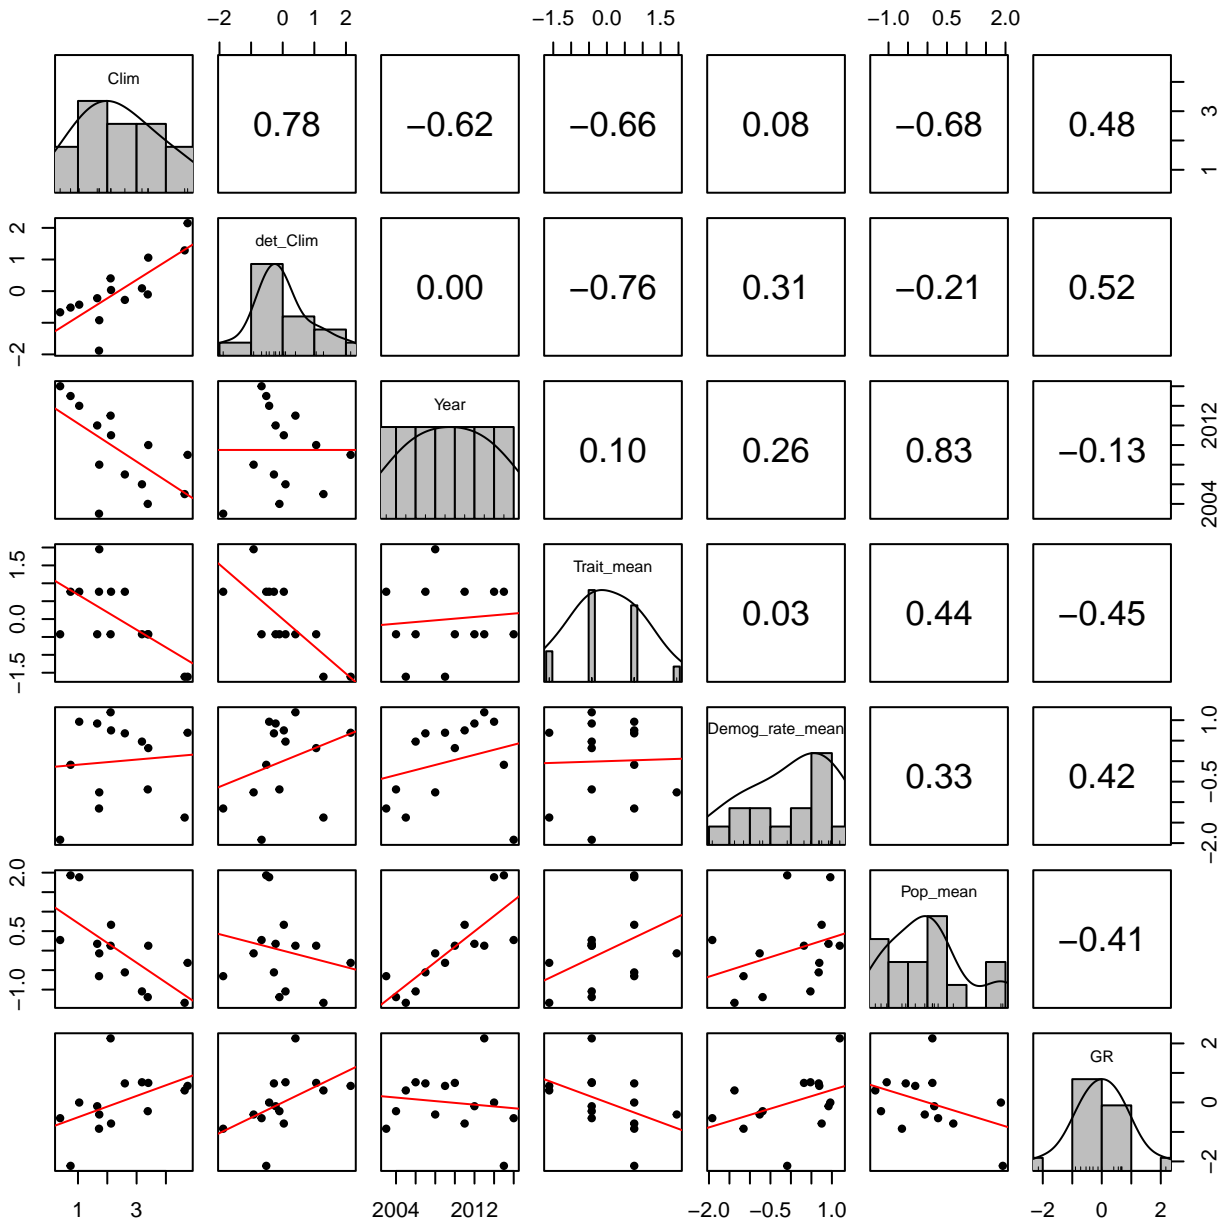 −2 0 1 2 −1.5 0.0 1.5 −1.0 0.5 2.0
Clim 0.78 −0.62 −0.66 0.08 −0.68 0.48 1 3
−2 0 1 2 det_Clim 0.00 −0.76 0.31 −0.21 0.52
Year 0.10 0.26 0.83 −0.13 2004 2012
−1.5 0.0 1.5 Trait_mean 0.03 0.44 −0.45
Demog_rate_mean 0.33 0.42 −2.0 −0.5 1.0
−1.0 0.5 2.0 Pop_mean −0.41
GR −2 0 2
1 3 2004 2012 −2.0 −0.5 1.0 −2 0 2